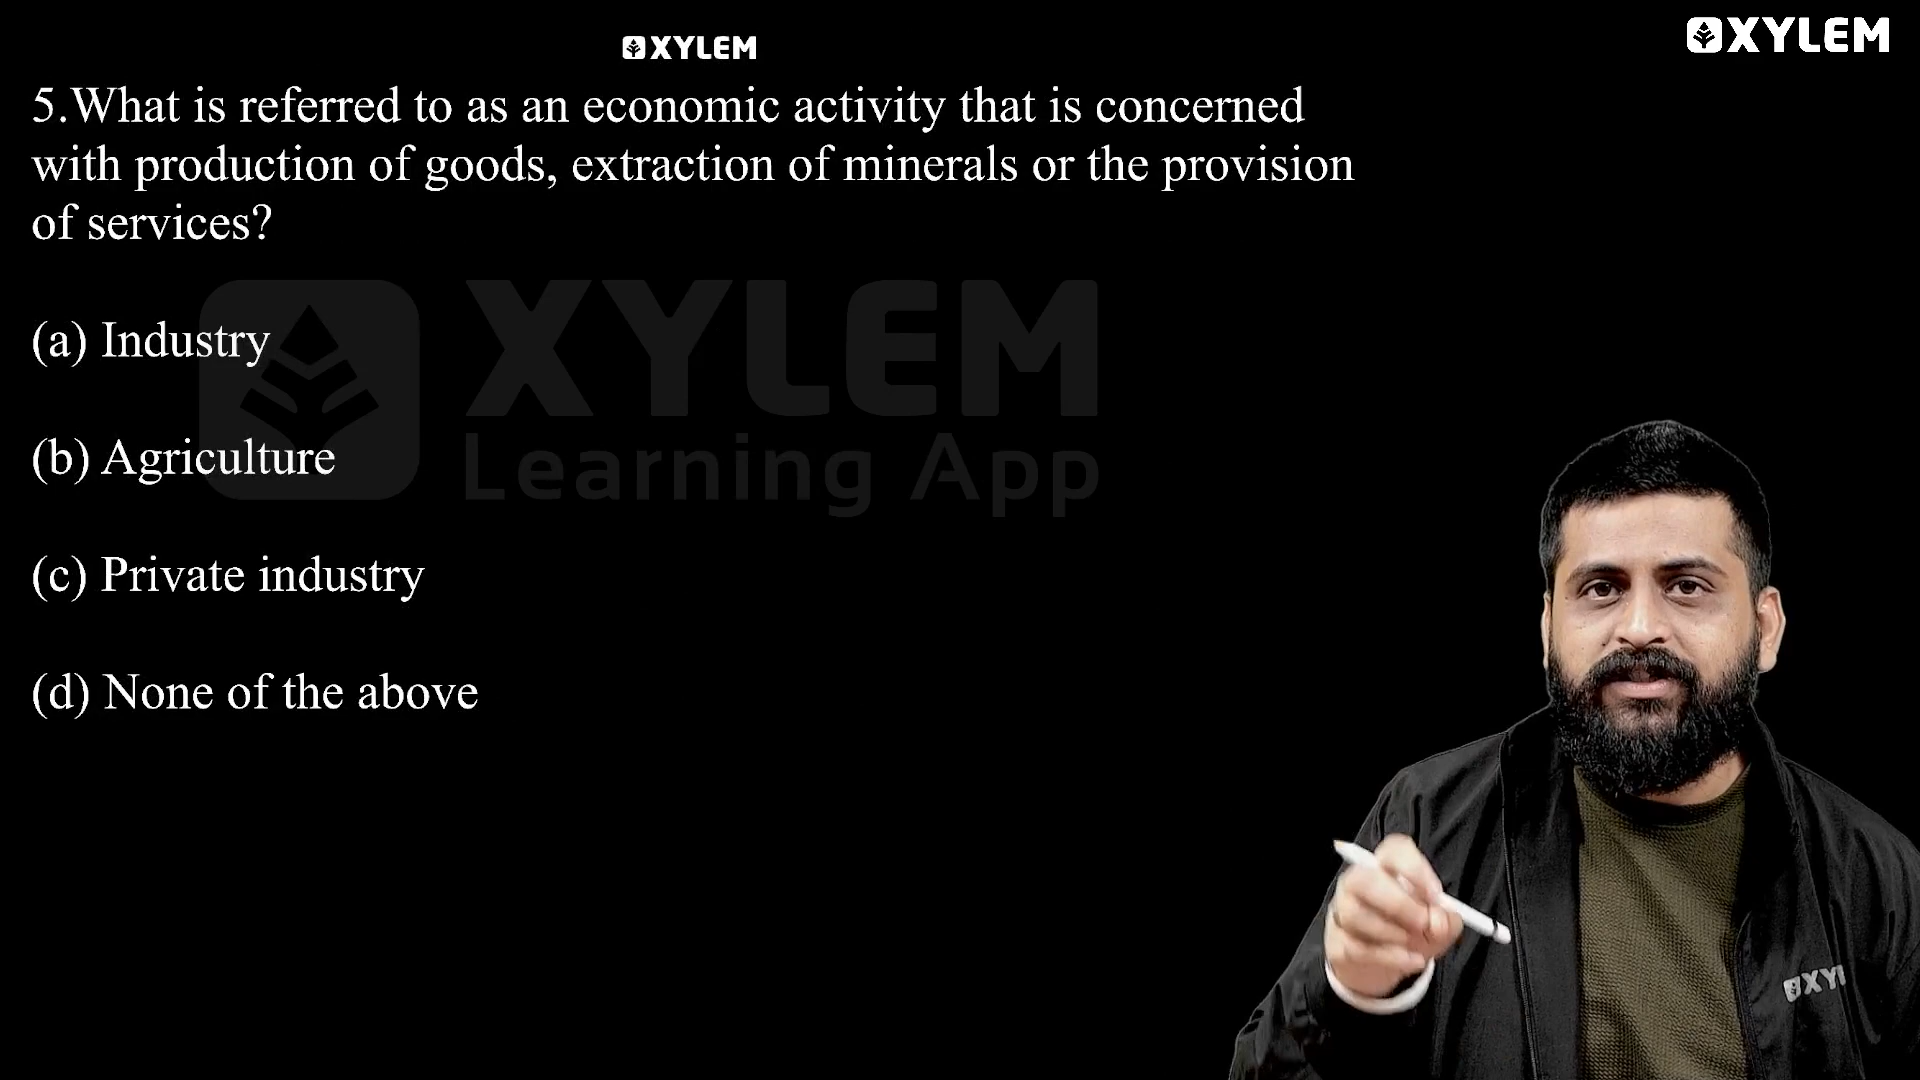 XYLEM
XYLEM
5.What is referred to as an economic activity that is concerned
with production of goods, extraction of minerals or the provision
of services?
XYLEM
Learning App
(a) Industry
(b) Agriculture
(c) Private industry
(d) None of the above
XYL